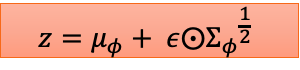 z = μ_ϕ + ϵ⊙Σ_ϕ^{1/2}